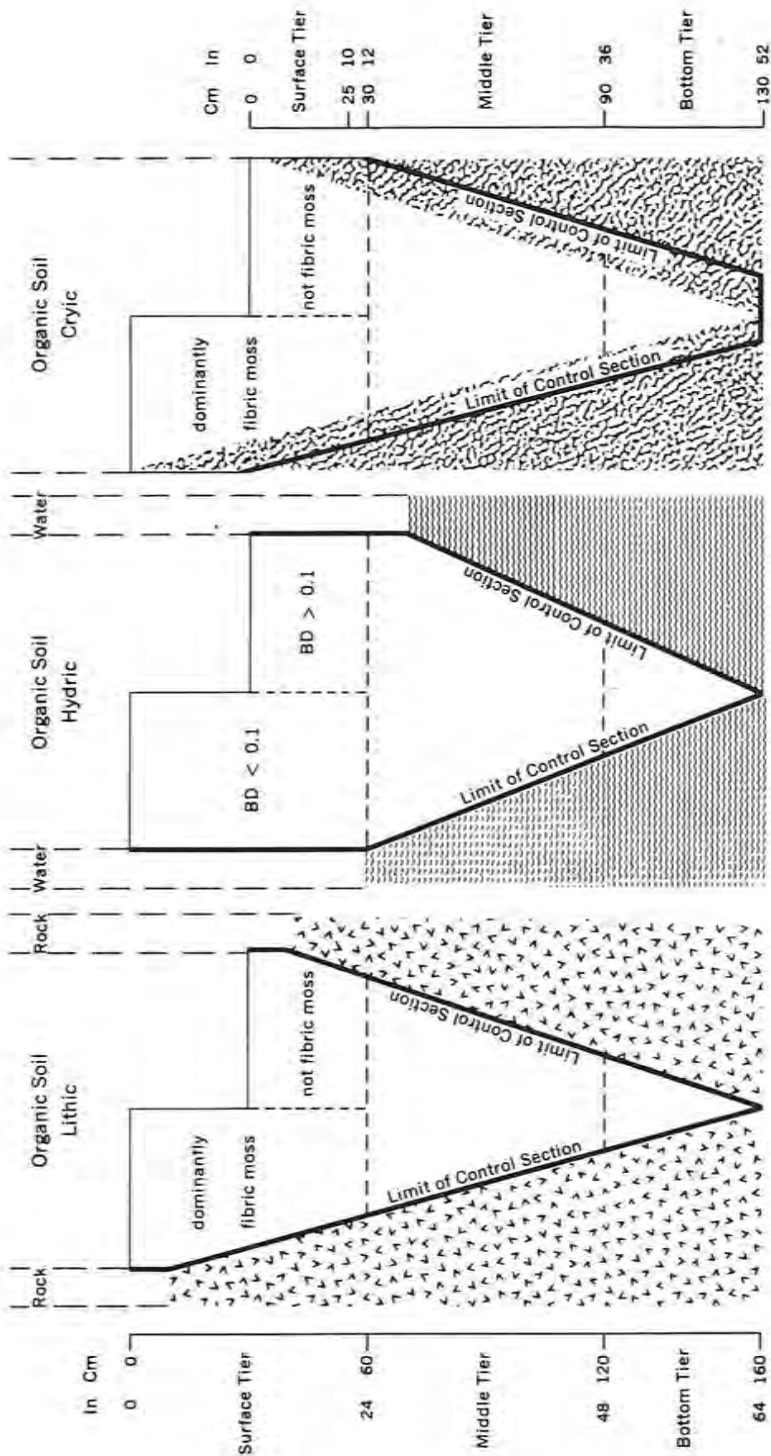 In Cm
0 0
Surface Tier
24 60
Middle Tier
48 120
Bottom Tier
64 160
Organic Soil
Lithic
Rock
Rock
dominantly
fibric moss
not fibric moss
Limit of Control Section
Limit of Control Section
Organic Soil
Hydric
Water
Water
BD < 0.1
BD > 0.1
Limit of Control Section
Limit of Control Section
Organic Soil
Cryic
dominantly
fibric moss
not fibric moss
Limit of Control Section
Limit of Control Section
Cm In
0 0
Surface Tier
25 10
30 12
Middle Tier
90 36
Bottom Tier
130 52